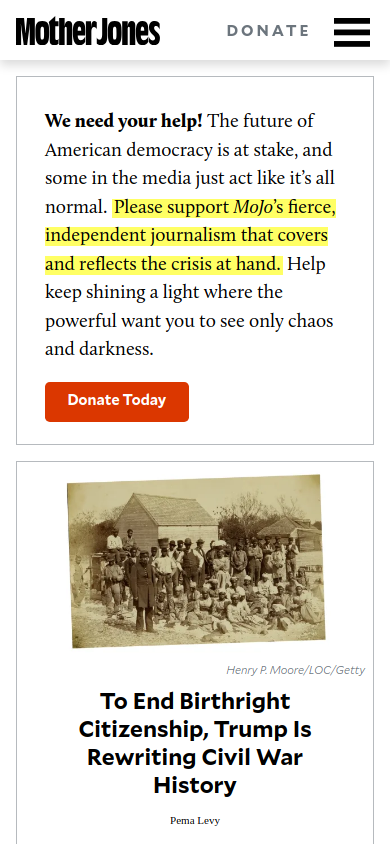 Mother Jones
DONATE
We need your help! The future of
American democracy is at stake, and
some in the media just act like it’s all
normal. Please support MoJo’s fierce,
independent journalism that covers
and reflects the crisis at hand. Help
keep shining a light where the
powerful want you to see only chaos
and darkness.
Donate Today
Henry P. Moore/LOC/Getty
To End Birthright
Citizenship, Trump Is
Rewriting Civil War
History
Pema Levy